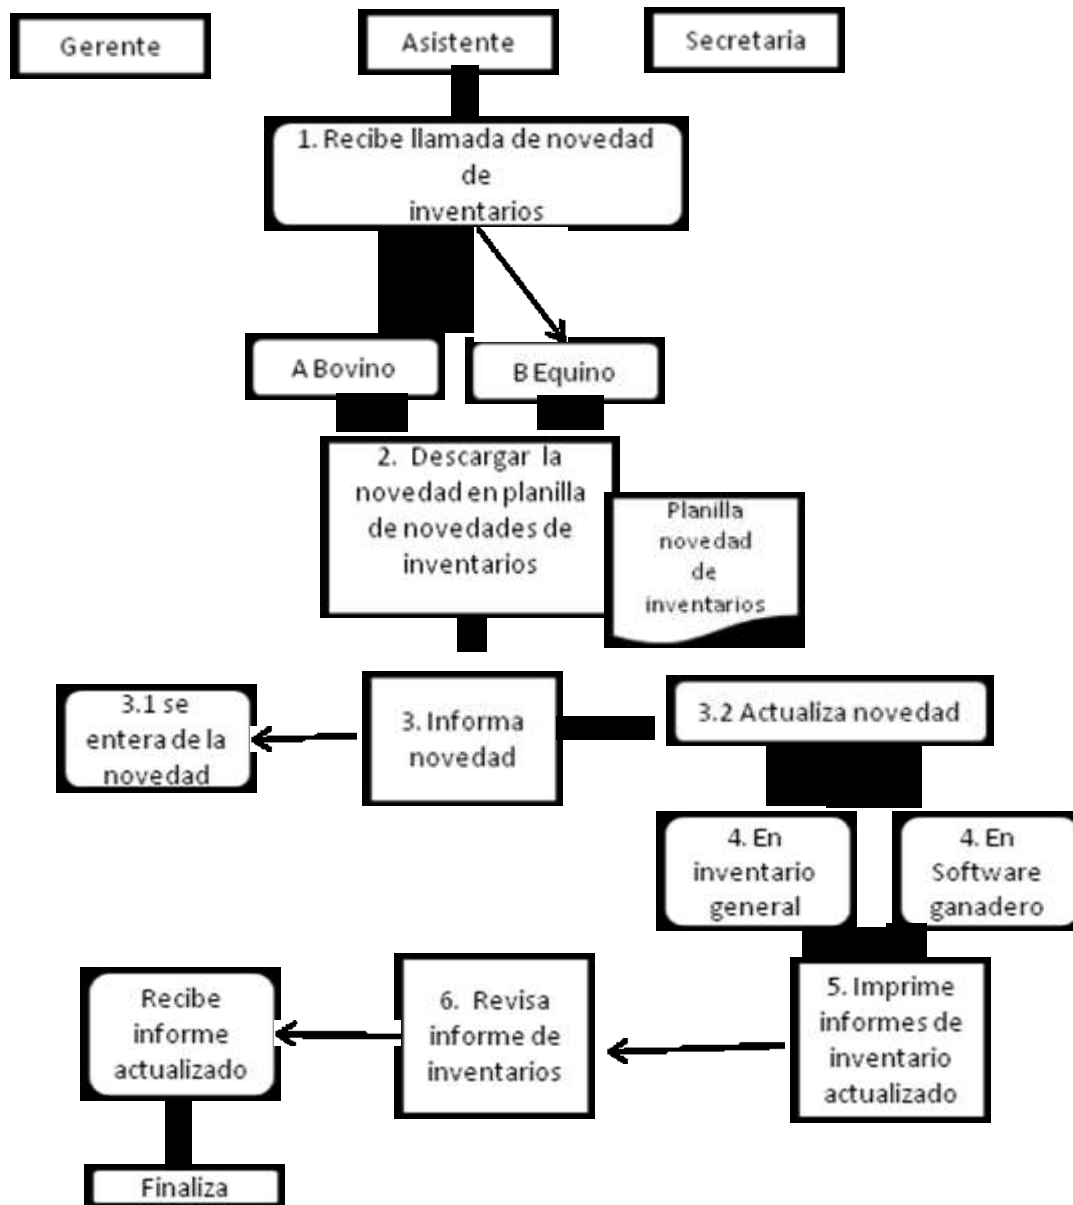 Gerente
Asistente
Secretaria
1. Recibe llamada de novedad
de
inventarios
A Bovino
B Equino
2. Descargar la
novedad en planilla
de novedades de
inventarios
Planilla
novedad
de
inventarios
3.1 se
entera de la
novedad
3. Informa
novedad
3.2 Actualiza novedad
4. En
inventario
general
4. En
Software
ganadero
Recibe
informe
actualizado
6. Revisa
informe de
inventarios
5. Imprime
informes de
inventario
actualizado
Finaliza